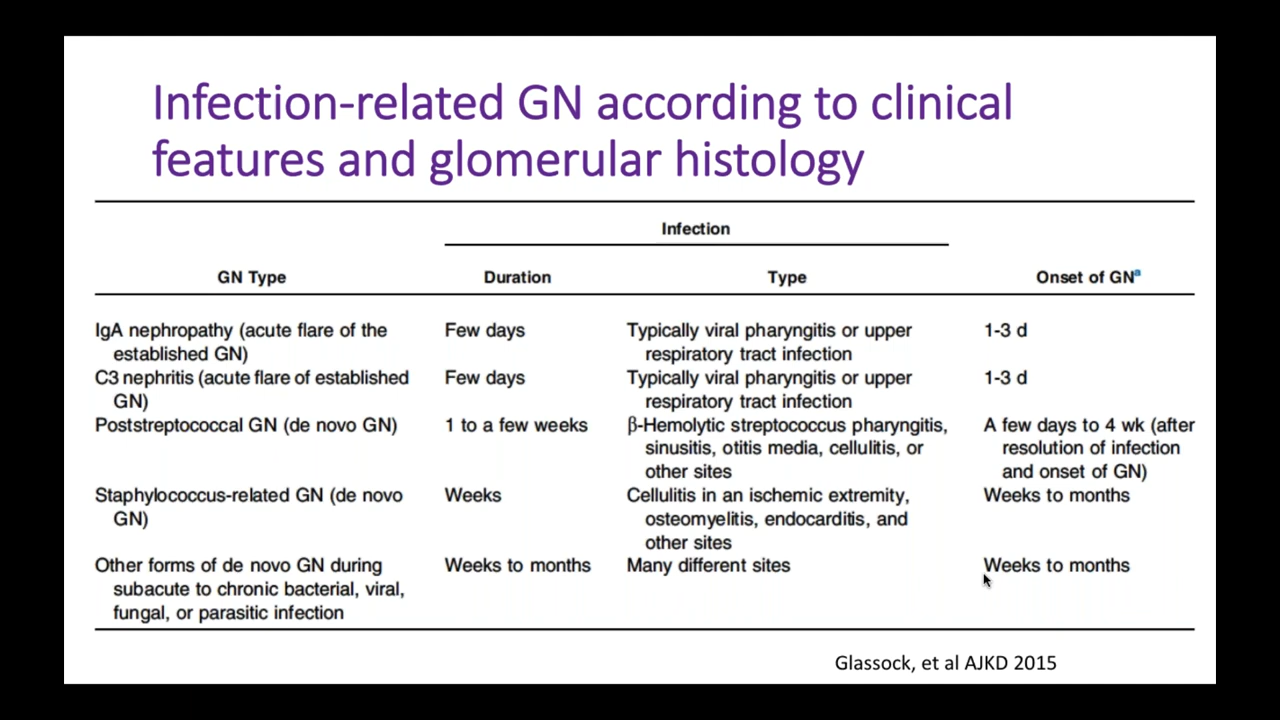 Infection-related GN according to clinical
features and glomerular histology
Infection
GN Type Duration Type Onset of GNᵃ
IgA nephropathy (acute flare of the Few days Typically viral pharyngitis or upper 1-3 d
established GN) respiratory tract infection
C3 nephritis (acute flare of established Few days Typically viral pharyngitis or upper 1-3 d
GN) respiratory tract infection
Poststreptococcal GN (de novo GN) 1 to a few weeks β-Hemolytic streptococcus pharyngitis, A few days to 4 wk (after
sinusitis, otitis media, cellulitis, or resolution of infection
other sites and onset of GN)
Staphylococcus-related GN (de novo Weeks Cellulitis in an ischemic extremity, Weeks to months
GN) osteomyelitis, endocarditis, and
other sites
Other forms of de novo GN during Weeks to months Many different sites Weeks to months
subacute to chronic bacterial, viral,
fungal, or parasitic infection
Glassock, et al AJKD 2015